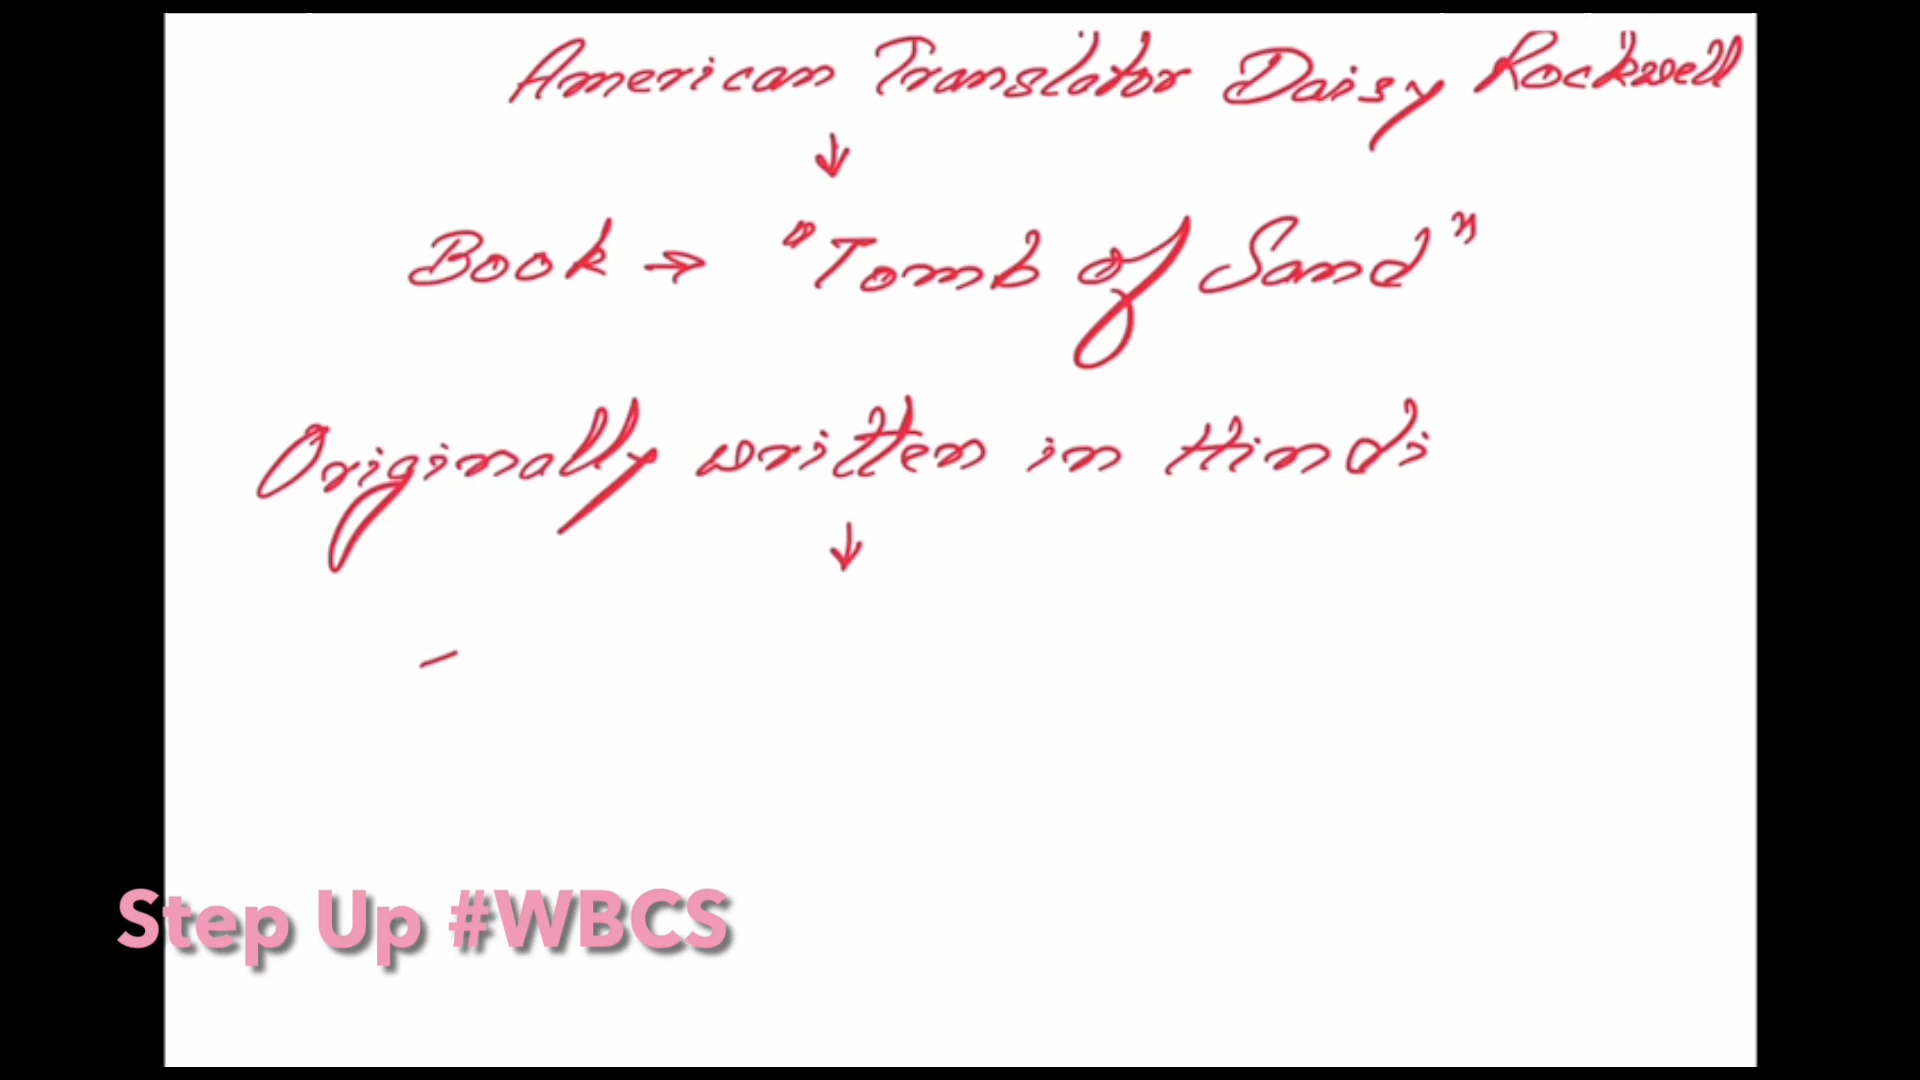 American Translator Daisy Rockwell
↓
Book → "Tomb of Sand"
Originally written in Hindi
↓
Step Up #WBCS